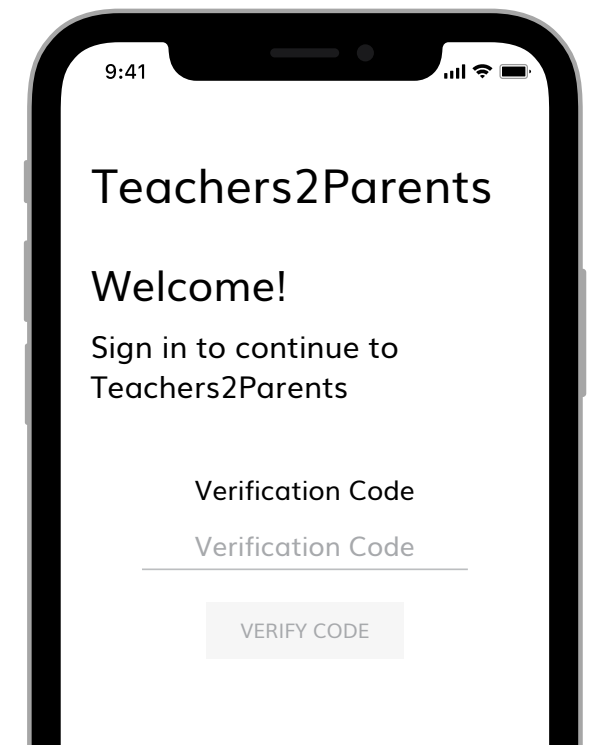 9:41
Teachers2Parents
Welcome!
Sign in to continue to
Teachers2Parents
Verification Code
Verification Code
VERIFY CODE